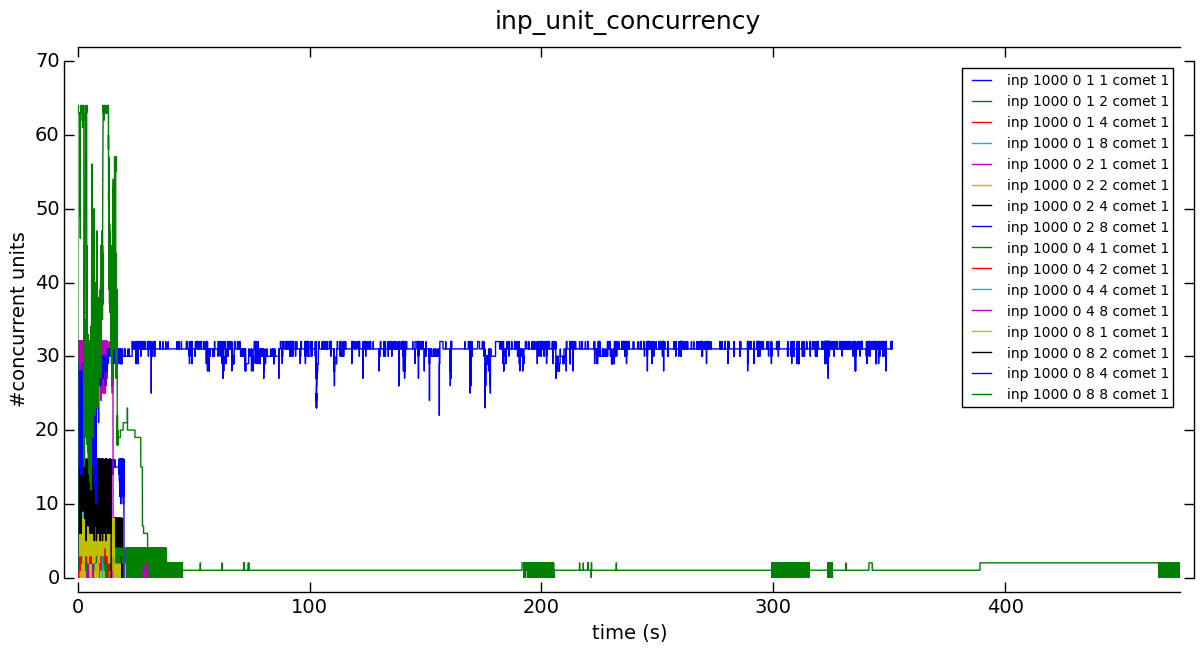 inp_unit_concurrency
70
60
50
40
30
20
10
0
#concurrent units
inp 1000 0 1 1 comet 1
inp 1000 0 1 2 comet 1
inp 1000 0 1 4 comet 1
inp 1000 0 1 8 comet 1
inp 1000 0 2 1 comet 1
inp 1000 0 2 2 comet 1
inp 1000 0 2 4 comet 1
inp 1000 0 2 8 comet 1
inp 1000 0 4 1 comet 1
inp 1000 0 4 2 comet 1
inp 1000 0 4 4 comet 1
inp 1000 0 4 8 comet 1
inp 1000 0 8 1 comet 1
inp 1000 0 8 2 comet 1
inp 1000 0 8 4 comet 1
inp 1000 0 8 8 comet 1
0 100 200 300 400
time (s)